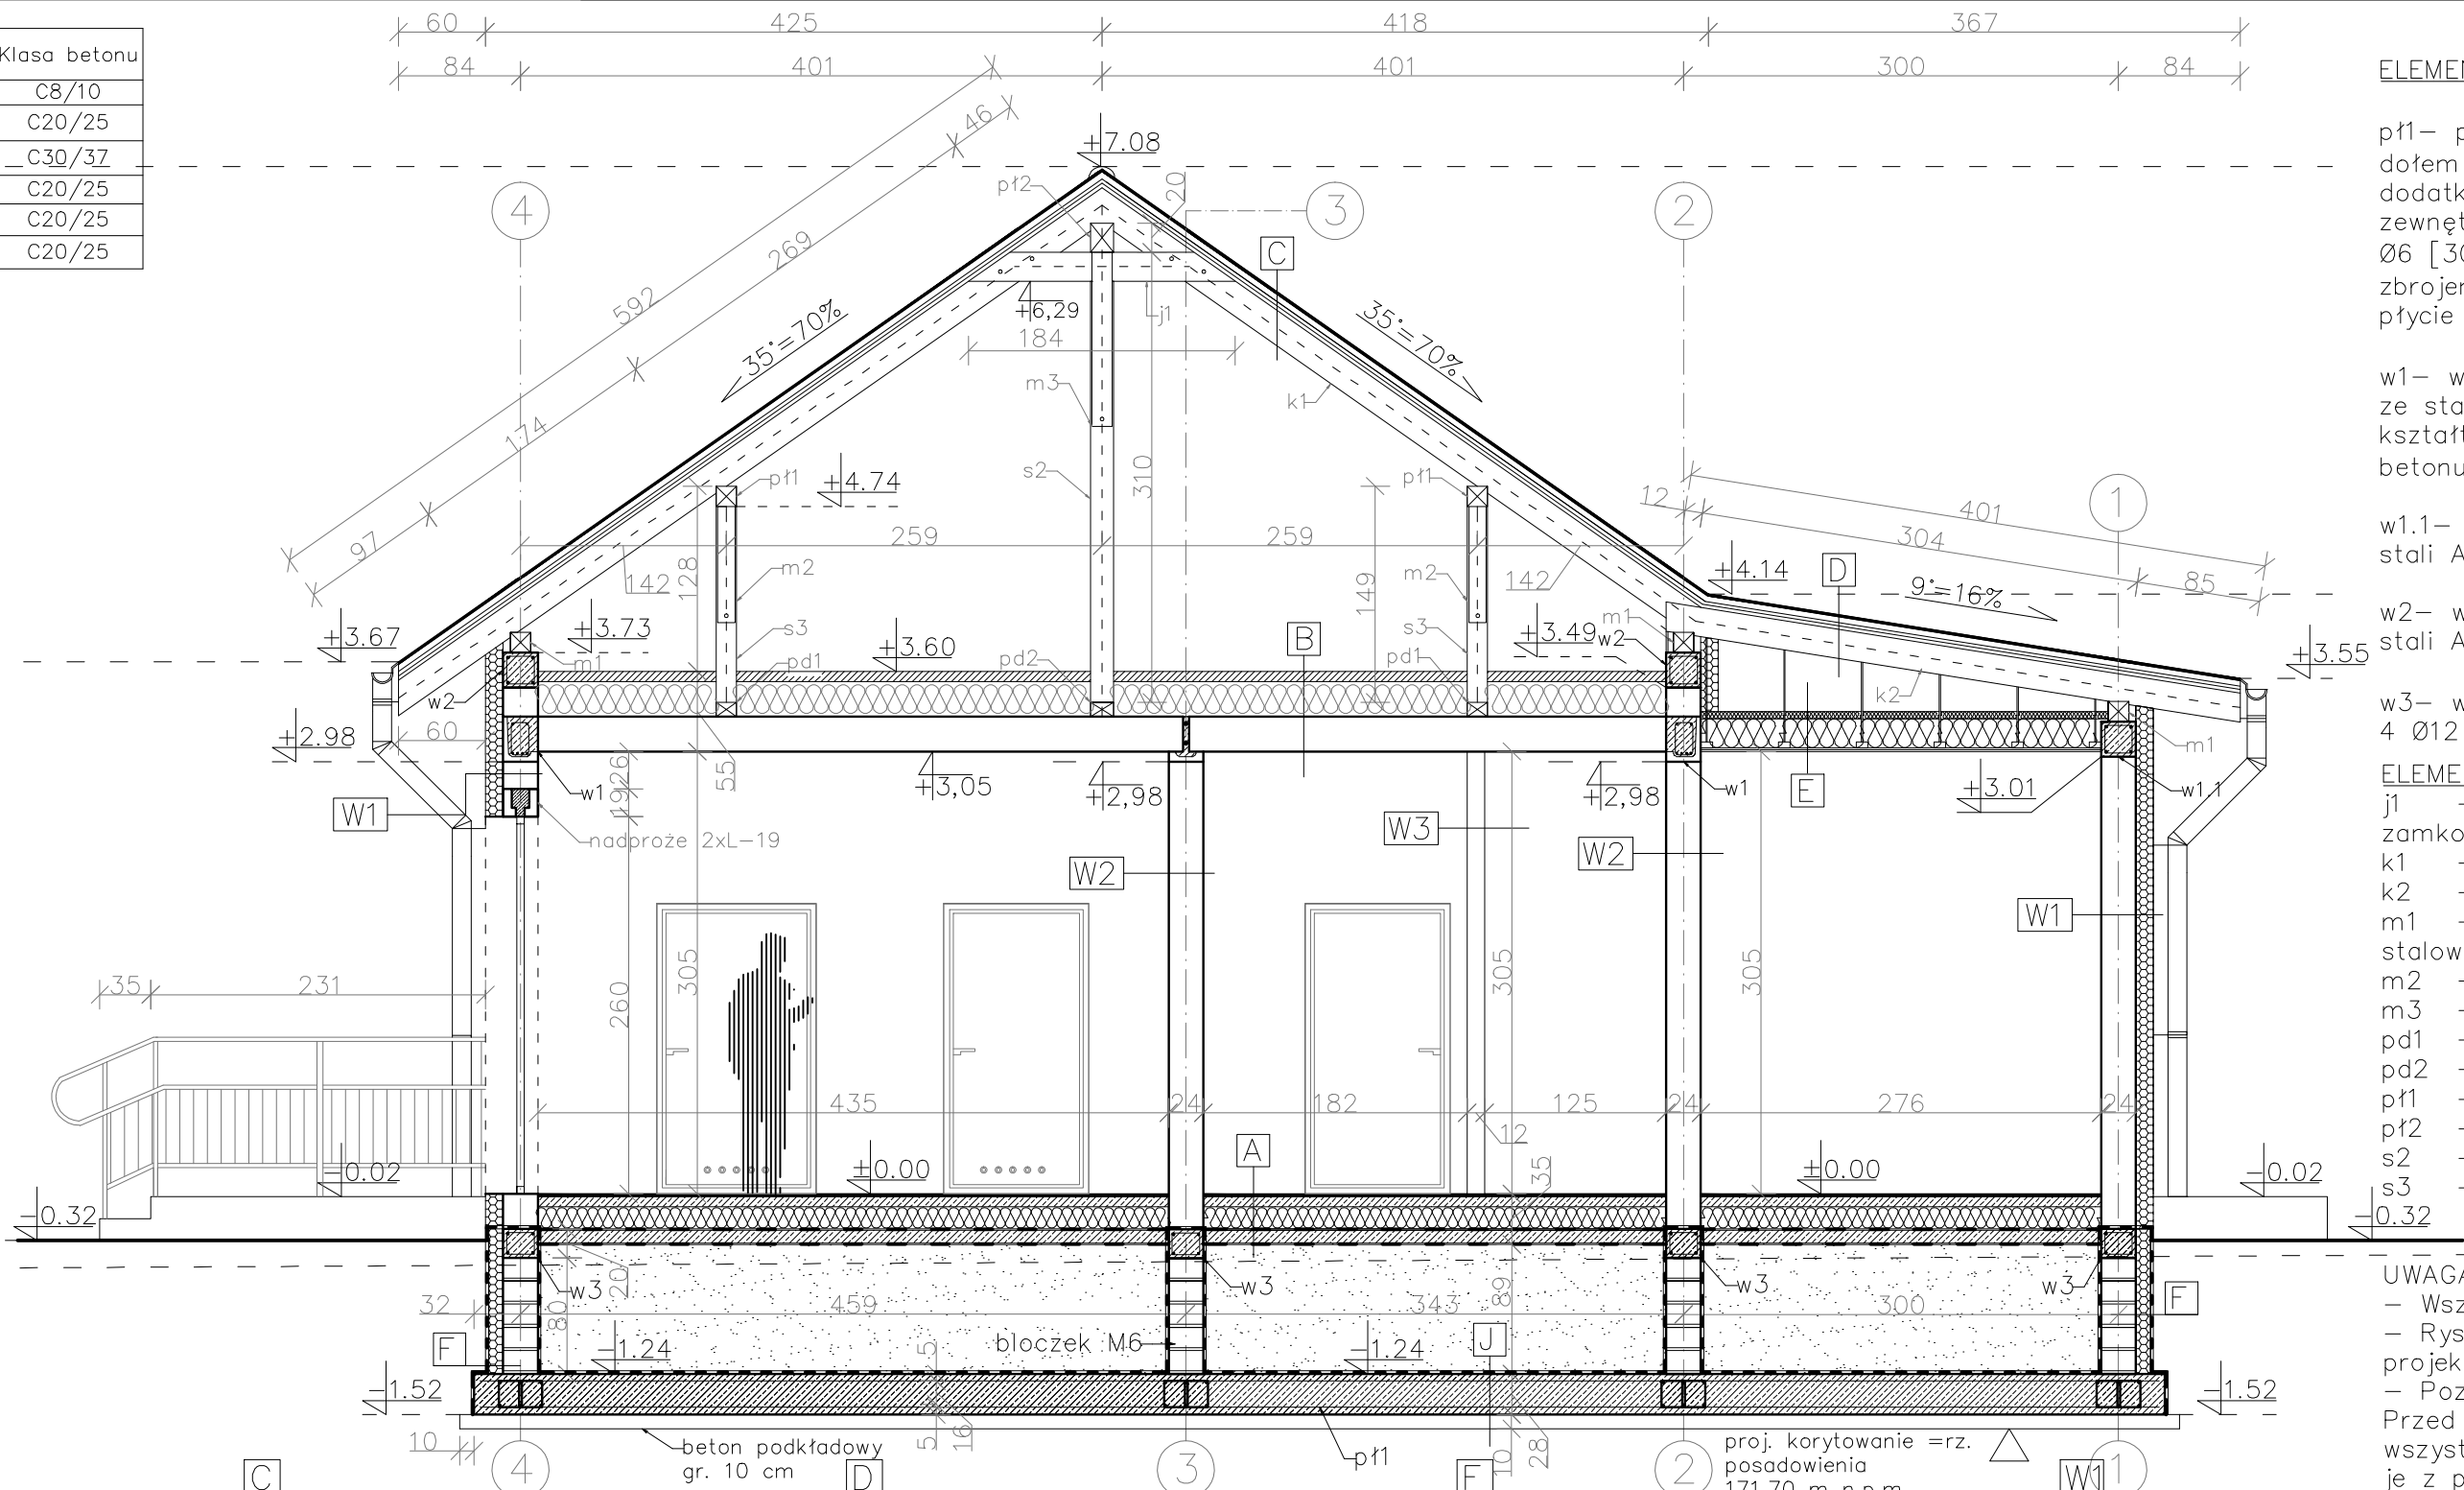 60 425 418 367
84 401 401 300 84
Klasa betonu
C8/10
C20/25
C30/37
C20/25
C20/25
C20/25
ELEMEN
pł1– p
dołem
dodatk
zewnęt
Ø6 [30
zbrojen
płycie
w1– w
ze sta
kształt
betonu
w1.1–
stali A
w2– w
stali A
w3– w
4 Ø12
ELEME
j1 –
zamko
k1 –
k2 –
m1 –
stalow
m2 –
m3 –
pd1 –
pd2 –
pł1 –
pł2 –
s2 –
s3 –
UWAGA
– Wsz
– Rys
projek
– Poz
Przed
wszyst
je z p
+7.08
46
4 pł2 20 3 2
C
269
592
+6,29 j1
184
35°=70% 35°=70%
m3 k1
174
97
s2 310
pł1 +4.74 pł1
12 401 1
304
259 259
142 128 m2 149 m2 142
+4.14 D 85
9°=16%
+3.67 +3.73 s3 +3.60 B s3 +3.49 w2 m1 +3.55
m1 pd1 pd2 pd1
w2 k2
+2.98 60 m1
26 55 +3,05 +2,98 +2,98 w1 E +3.01 w1.1
19 w1
W1 nadproże 2xL–19 W3 W2
W2
W1
35 231 260 305 305 305
435 24 182 125 24 276 24
12
A
–0.02 ±0.00 ±0.00 –0.02
35
–0.32 –0.32
w3 20 w3 w3 w3
32 80 459 343 89 300 F
F –1.24 5 bloczek M6 –1.24 J
–1.52 –1.52
10 beton podkładowy 5 16 pł1 10 28
gr. 10 cm
proj. korytowanie =rz.
posadowienia
171.70 m n.p.m.
C 4 D 3 F 2 W1 1